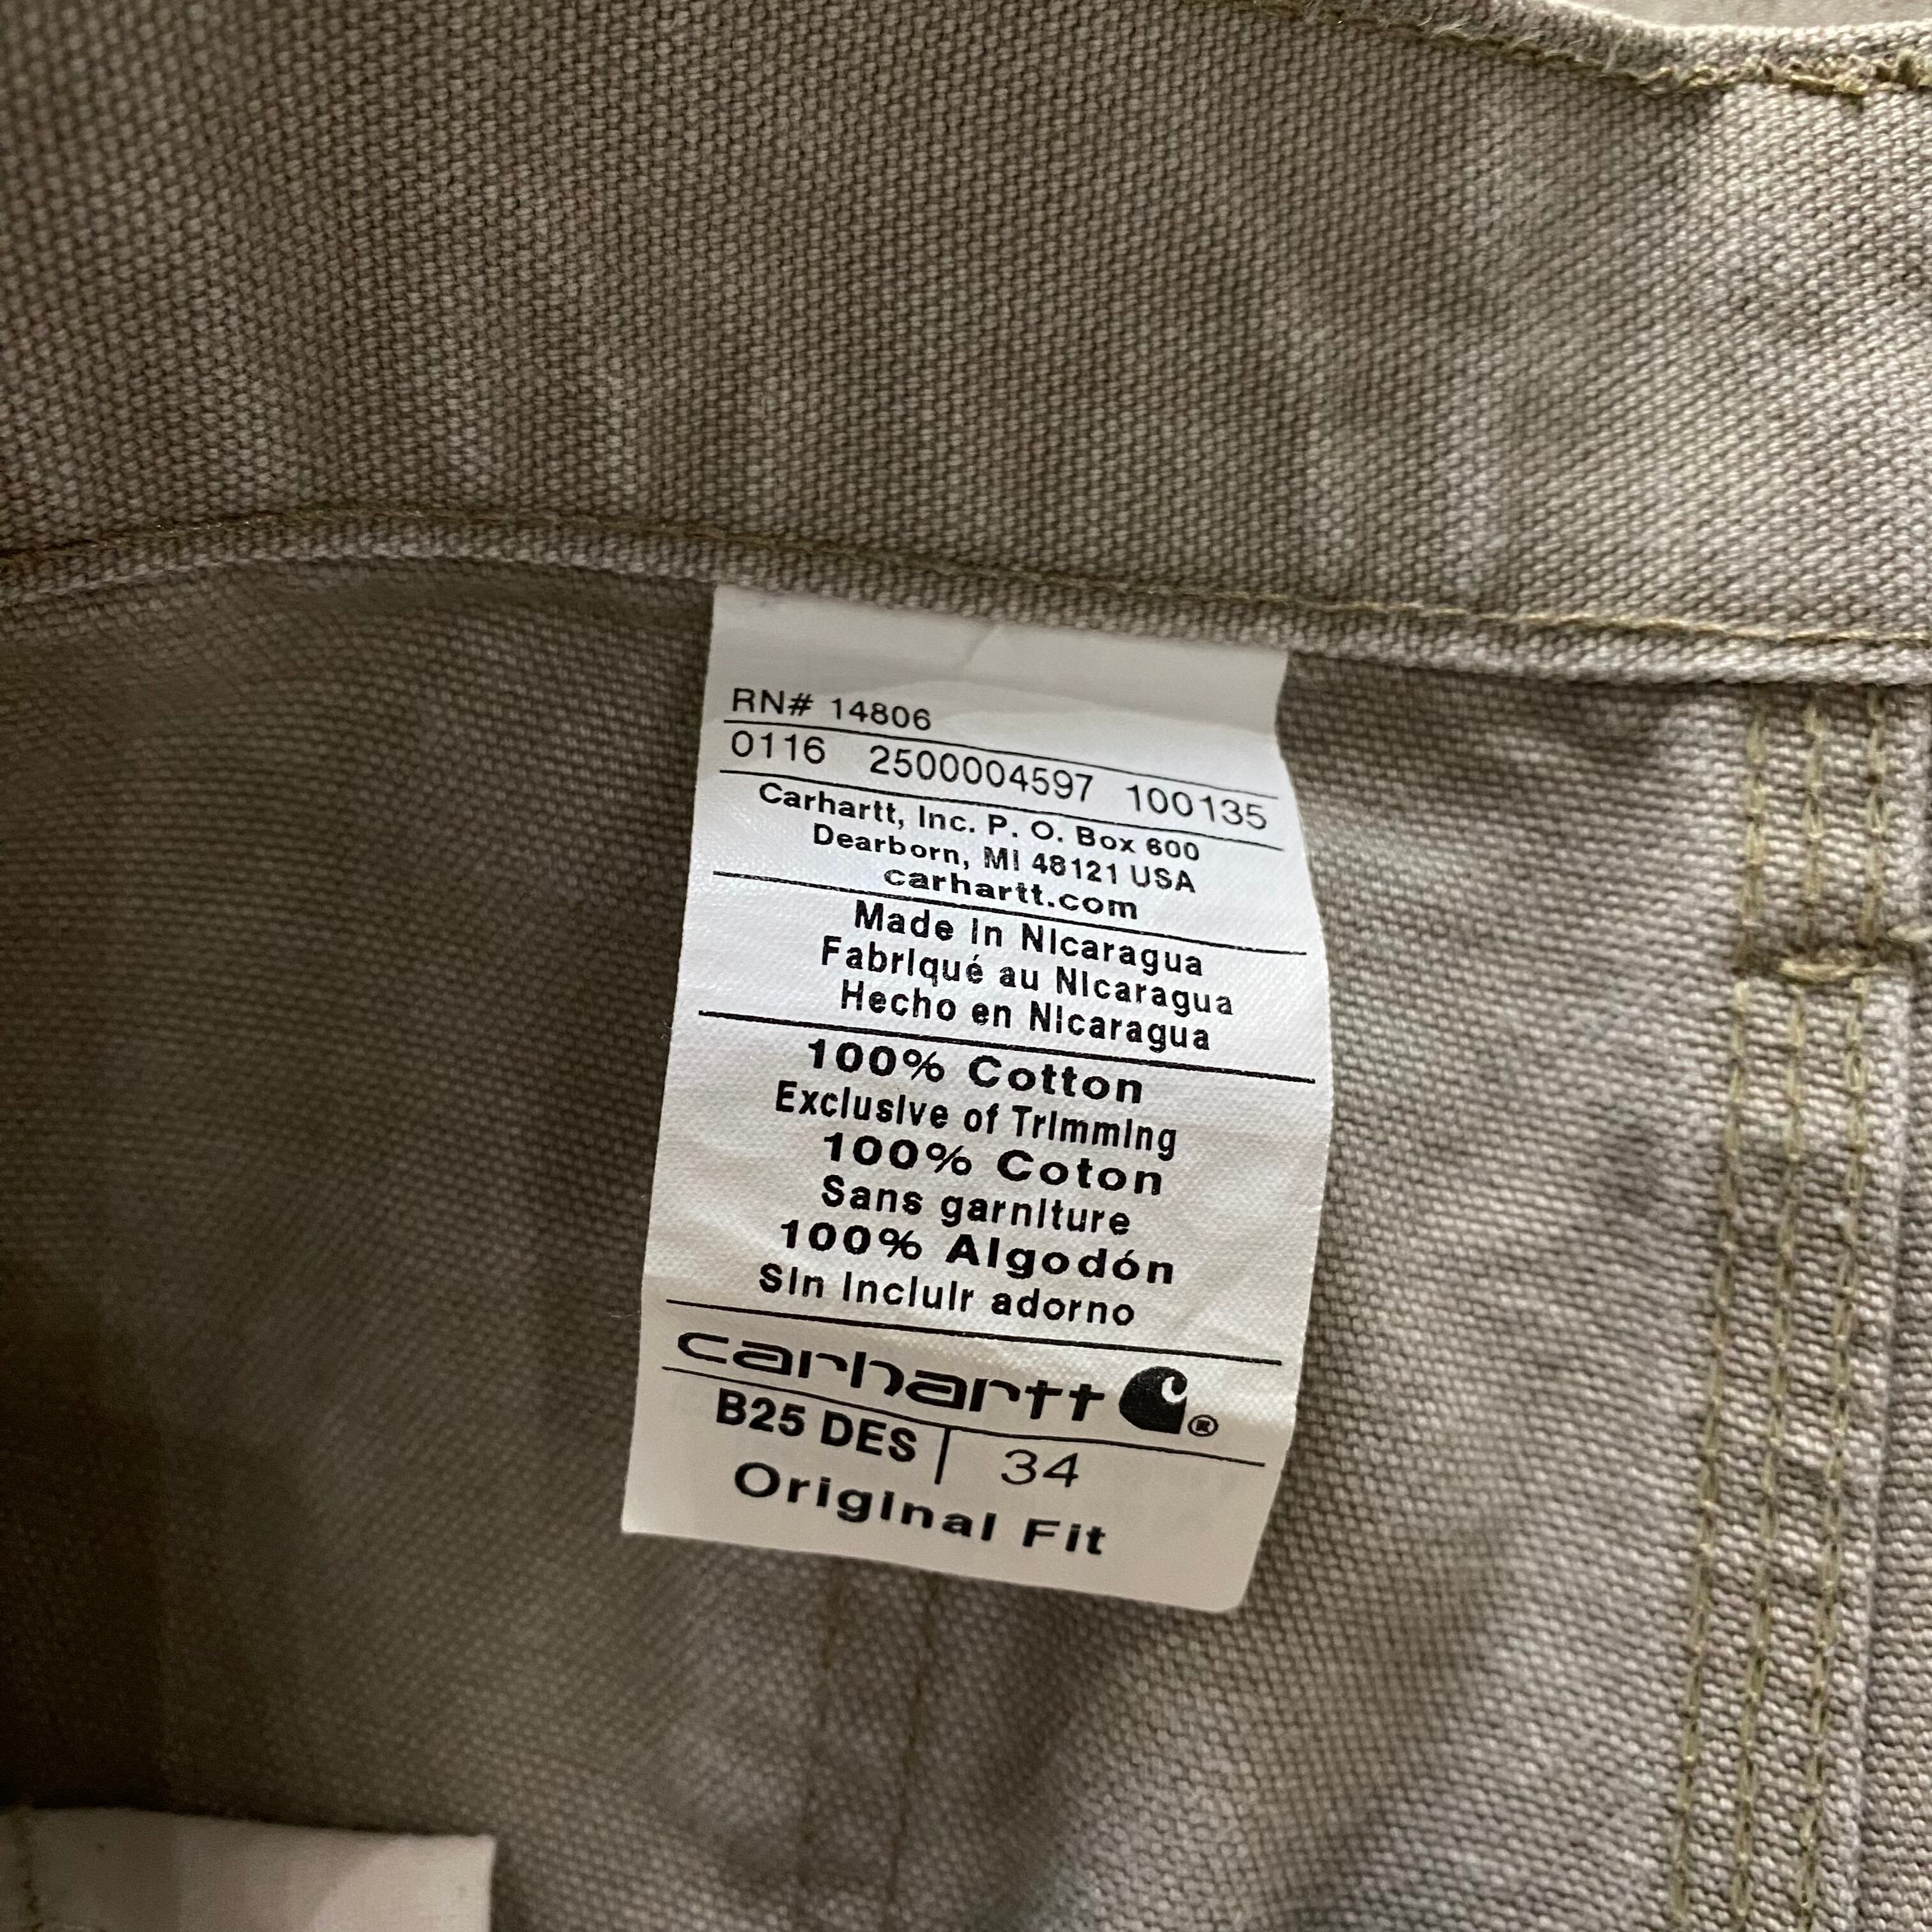 RN# 14806
0116 2500004597 100135
Carhartt, Inc. P. O. Box 600
Dearborn, MI 48121 USA
carhartt.com
Made in Nicaragua
Fabriqué au Nicaragua
Hecho en Nicaragua
100% Cotton
Exclusive of Trimming
100% Coton
Sans garniture
100% Algodón
Sin incluir adorno
carhartt ®
B25 DES | 34
Original Fit